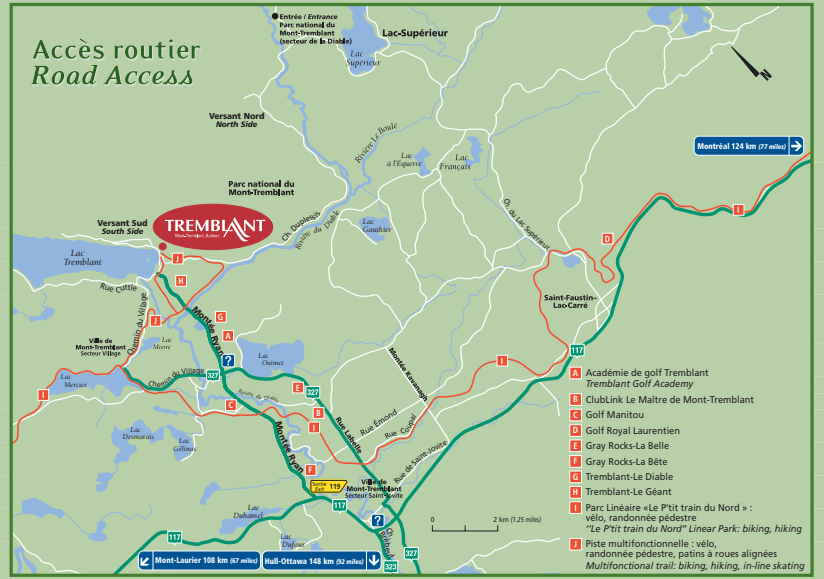 Accès routier
Road Access
Entrée / Entrance
Parc national du
Mont-Tremblant
(secteur de la Diable)
Lac-Supérieur
Lac
Supérieur
N
Versant Nord
North Side
Rivière Le Boulé
Lac
à l'Équerre
Lac
Français
Montréal 124 km (77 miles)
Parc national du
Mont-Tremblant
Ch. Duplessis
Rivière du Diable
Lac
Gauthier
Ch. du Lac Supérieur
I
D
Versant Sud
South Side
TREMBLANT
Mont-Tremblant, Québec
Lac
Tremblant
J
H
Rue Cuttle
Chemin du Village
J
Montée Ryan
G
A
?
Saint-Faustin–
Lac-Carré
Ville de
Mont-Tremblant
Secteur Village
Lac
Moore
Lac
Ouimet
Montée Kavanagh
117
I
Lac
Mercier
I
Chemin du Village
327
E
327
Rivière du Diable
C
B
I
Rue Labelle
Rue Émond
Rue Coupal
Lac
Desmarais
Lac
Gélinas
Montée Ryan
F
Rue de Saint-Jovite
Sortie
Exit
119
Ville de
Mont-Tremblant
Secteur Saint-Jovite
117
?
Lac
Duhamel
117
Lac
Dufour
327
323
Mont-Laurier 108 km (67 miles)
Hull-Ottawa 148 km (92 miles)
0
2 km (1.25 miles)
A Académie de golf Tremblant
Tremblant Golf Academy
B ClubLink Le Maître de Mont-Tremblant
C Golf Manitou
D Golf Royal Laurentien
E Gray Rocks-La Belle
F Gray Rocks-La Bête
G Tremblant-Le Diable
H Tremblant-Le Géant
I Parc Linéaire «Le P'tit train du Nord » :
vélo, randonnée pédestre
“Le P'tit train du Nord” Linear Park: biking, hiking
J Piste multifonctionelle : vélo,
randonnée pédestre, patins à roues alignées
Multifonctional trail: biking, hiking, in-line skating